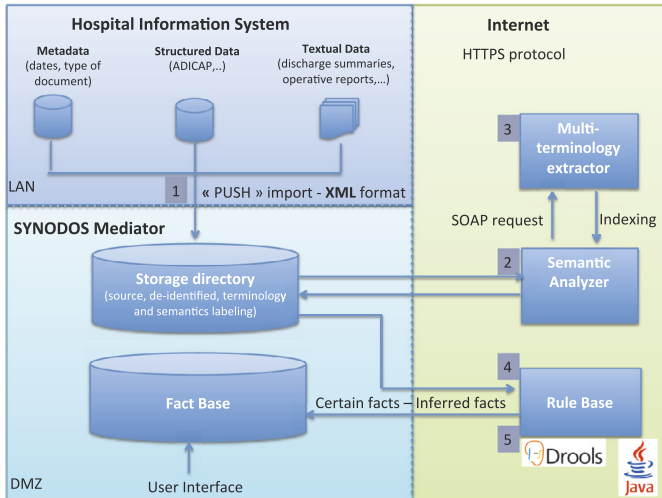 Hospital Information System
Metadata
(dates, type of
document)
Structured Data
(ADICAP,..)
Textual Data
(discharge summaries,
operative reports,...)
LAN
1
« PUSH » import - XML format
SYNODOS Mediator
Storage directory
(source, de-identified, terminology
and semantics labeling)
Fact Base
User Interface
DMZ
Internet
HTTPS protocol
3
Multi-
terminology
extractor
SOAP request
Indexing
2
Semantic
Analyzer
4
Rule Base
Certain facts – Inferred facts
5
Drools
Java